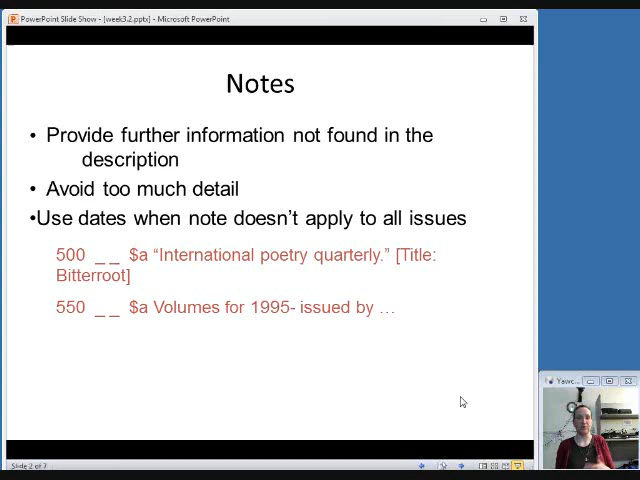 PowerPoint Slide Show - [week3.2.pptx] - Microsoft PowerPoint
Notes
• Provide further information not found in the
description
• Avoid too much detail
•Use dates when note doesn't apply to all issues
500 _ _ $a “International poetry quarterly.” [Title:
Bitterroot]
550 _ _ $a Volumes for 1995- issued by …
Yawc...
Slide 2 of 7